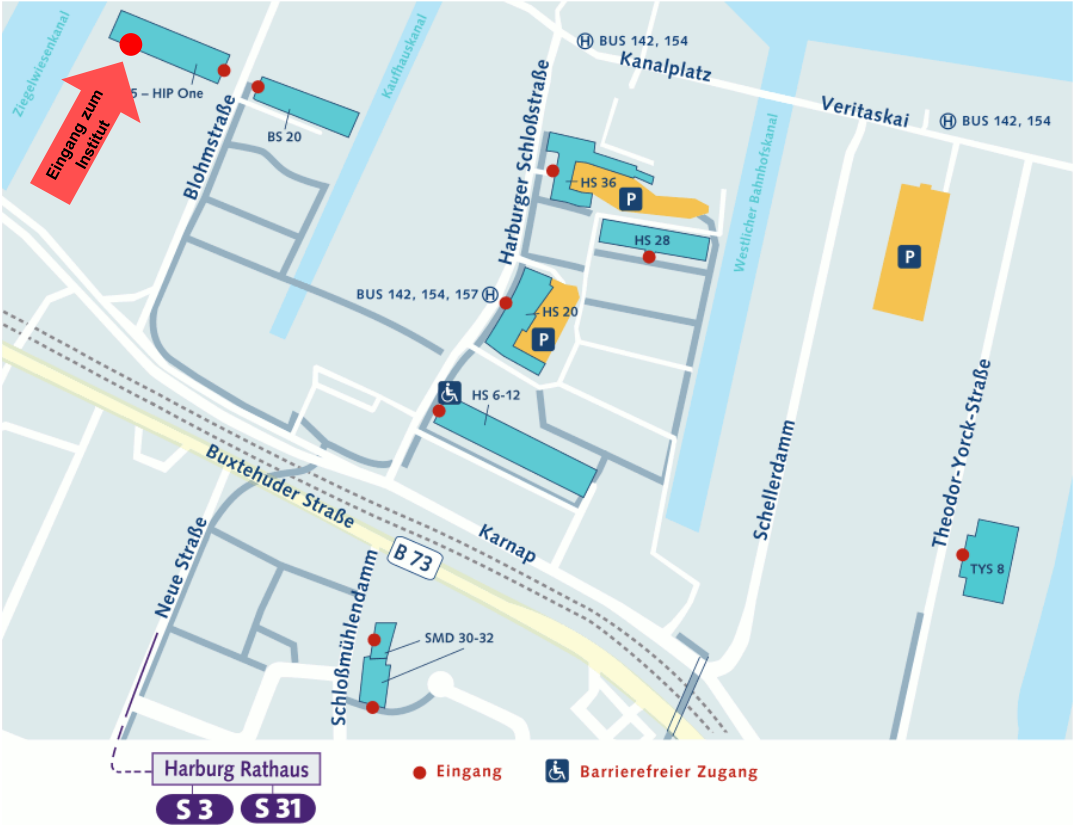 BUS 142, 154
Kanalplatz
Veritaskai
BUS 142, 154
Ziegelwiesenkanal
Kaufhauskanal
5 – HIP One
BS 20
Eingang zum
Institut
Blohmstraße
Harburger Schloßstraße
HS 36
P
HS 28
Westlicher Bahnhofskanal
P
BUS 142, 154, 157
H
H
H
HS 20
P
HS 6-12
Buxtehuder Straße
B 73
Karnap
Schellerdamm
Theodor-Yorck-Straße
TYS 8
Neue Straße
Schloßmühlendamm
SMD 30-32
Harburg Rathaus
S 3
S 31
Eingang
Barrierefreier Zugang